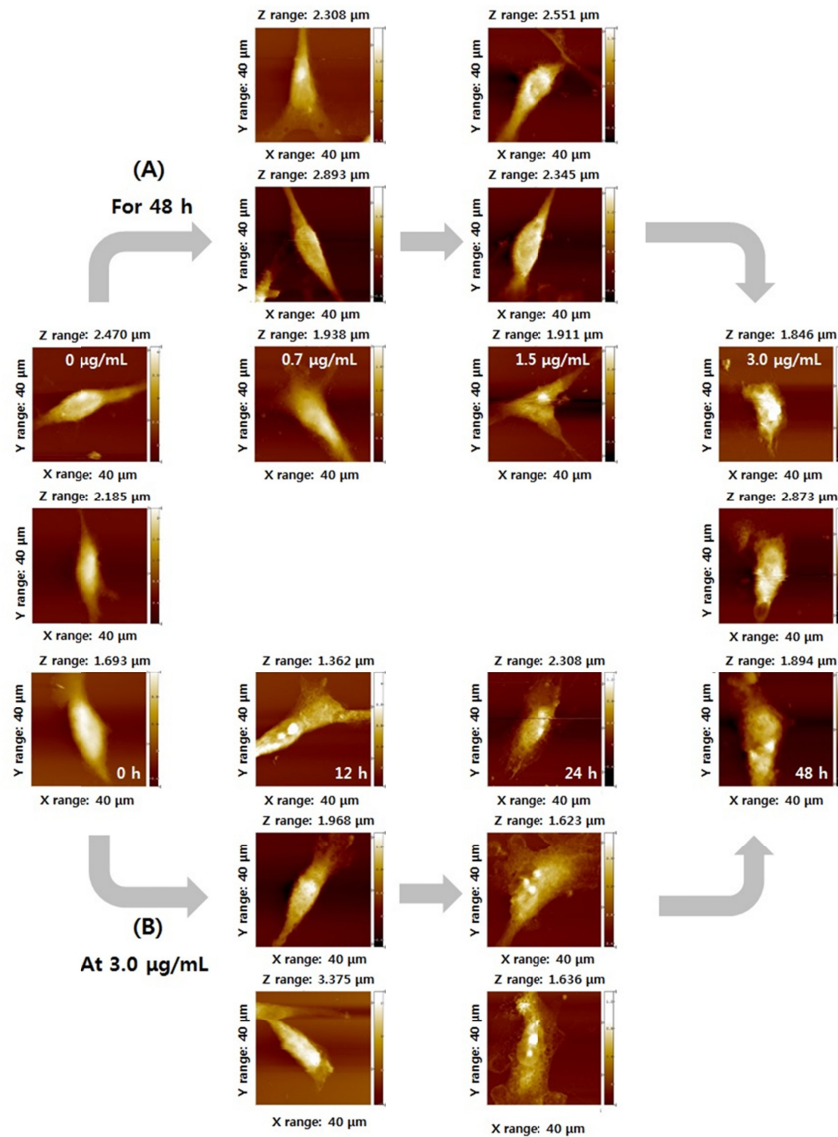 Z range: 2.308 µm
Z range: 2.551 µm
Y range: 40 µm
Y range: 40 µm
X range: 40 µm
X range: 40 µm
(A)
For 48 h
Z range: 2.893 µm
Z range: 2.345 µm
Y range: 40 µm
Y range: 40 µm
X range: 40 µm
X range: 40 µm
Z range: 2.470 µm
Z range: 1.938 µm
Z range: 1.911 µm
Z range: 1.846 µm
Y range: 40 µm
0 µg/mL
Y range: 40 µm
0.7 µg/mL
Y range: 40 µm
1.5 µg/mL
Y range: 40 µm
3.0 µg/mL
X range: 40 µm
X range: 40 µm
X range: 40 µm
X range: 40 µm
Z range: 2.185 µm
Z range: 2.873 µm
Y range: 40 µm
Y range: 40 µm
X range: 40 µm
X range: 40 µm
Z range: 1.693 µm
Z range: 1.362 µm
Z range: 2.308 µm
Z range: 1.894 µm
Y range: 40 µm
0 h
Y range: 40 µm
12 h
Y range: 40 µm
24 h
Y range: 40 µm
48 h
X range: 40 µm
X range: 40 µm
X range: 40 µm
X range: 40 µm
Z range: 1.968 µm
Z range: 1.623 µm
Y range: 40 µm
Y range: 40 µm
X range: 40 µm
X range: 40 µm
(B)
At 3.0 µg/mL
Z range: 3.375 µm
Z range: 1.636 µm
Y range: 40 µm
Y range: 40 µm
X range: 40 µm
X range: 40 µm